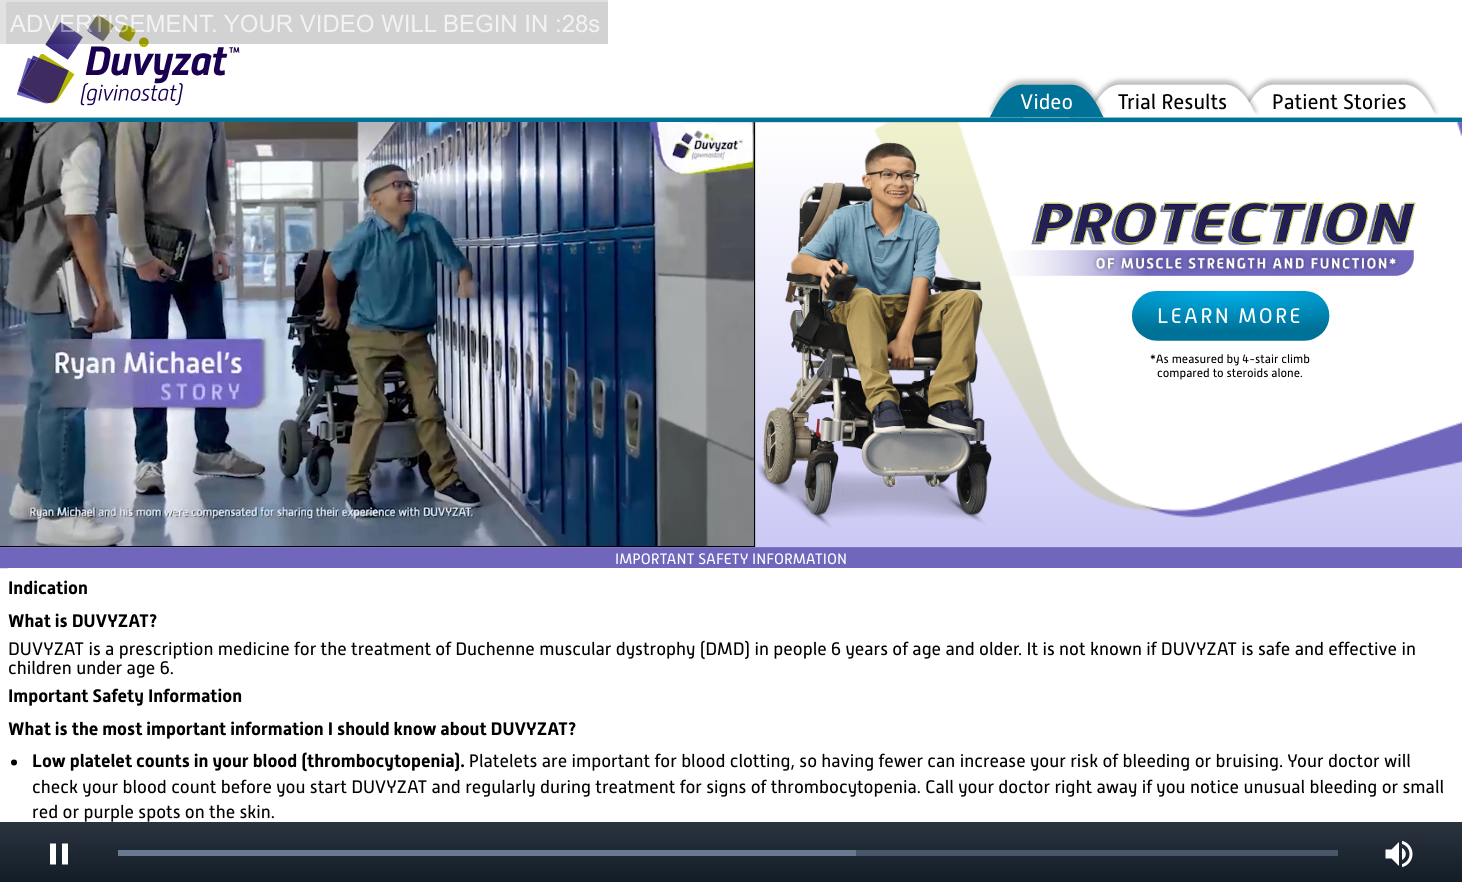 ADVERTISEMENT. YOUR VIDEO WILL BEGIN IN :28s
Duvyzat™
(givinostat)
Video
Trial Results
Patient Stories
Duvyzat™
(givinostat)
Ryan Michael's
STORY
Ryan Michael and his mom were compensated for sharing their experience with DUVYZAT.
PROTECTION
OF MUSCLE STRENGTH AND FUNCTION*
LEARN MORE
*As measured by 4-stair climb
compared to steroids alone.
IMPORTANT SAFETY INFORMATION
Indication
What is DUVYZAT?
DUVYZAT is a prescription medicine for the treatment of Duchenne muscular dystrophy (DMD) in people 6 years of age and older. It is not known if DUVYZAT is safe and effective in
children under age 6.
Important Safety Information
What is the most important information I should know about DUVYZAT?
• Low platelet counts in your blood (thrombocytopenia). Platelets are important for blood clotting, so having fewer can increase your risk of bleeding or bruising. Your doctor will
check your blood count before you start DUVYZAT and regularly during treatment for signs of thrombocytopenia. Call your doctor right away if you notice unusual bleeding or small
red or purple spots on the skin.